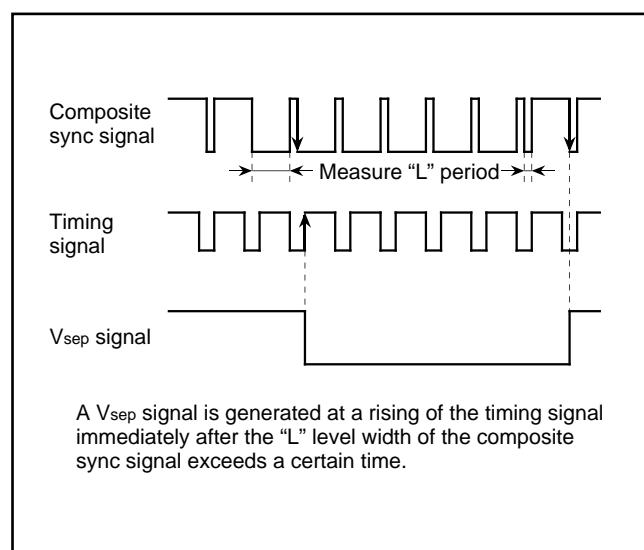 Composite
sync signal
Measure “L” period
Timing
signal
Vsep signal
A Vsep signal is generated at a rising of the timing signal
immediately after the “L” level width of the composite
sync signal exceeds a certain time.